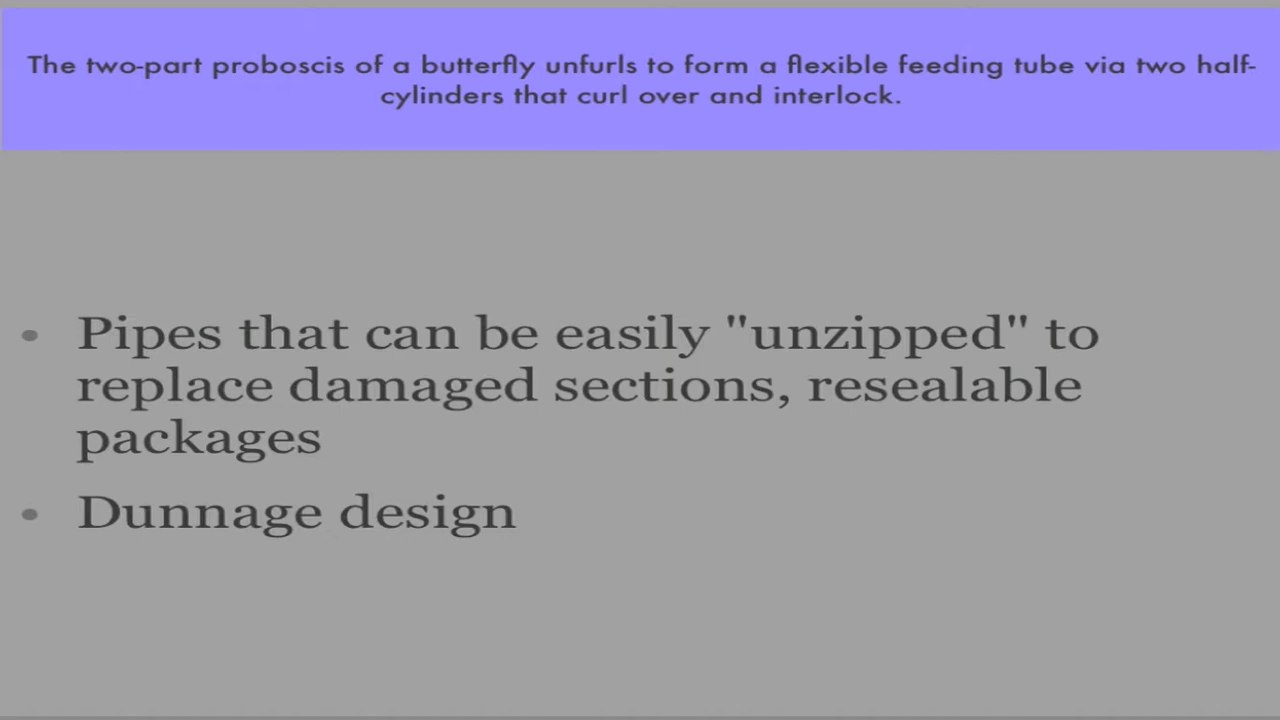 The two-part proboscis of a butterfly unfurls to form a flexible feeding tube via two half-
cylinders that curl over and interlock.
• Pipes that can be easily "unzipped" to
replace damaged sections, resealable
packages
• Dunnage design